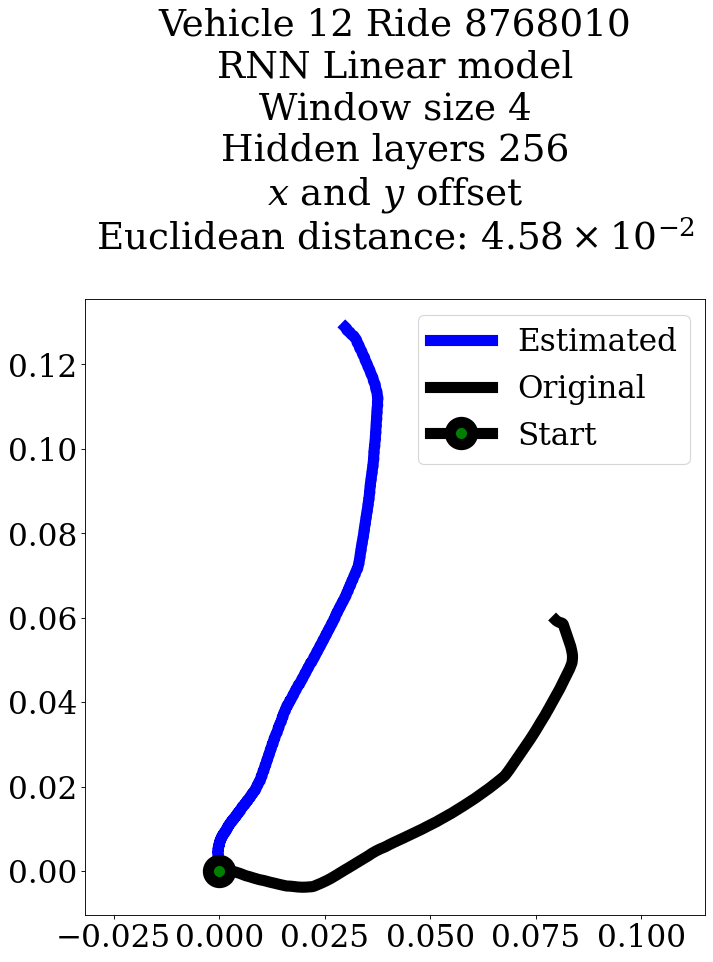 Vehicle 12 Ride 8768010
RNN Linear model
Window size 4
Hidden layers 256
x and y offset
Euclidean distance: 4.58 × 10⁻²
Estimated
Original
Start
0.12
0.10
0.08
0.06
0.04
0.02
0.00
−0.025 0.000 0.025 0.050 0.075 0.100